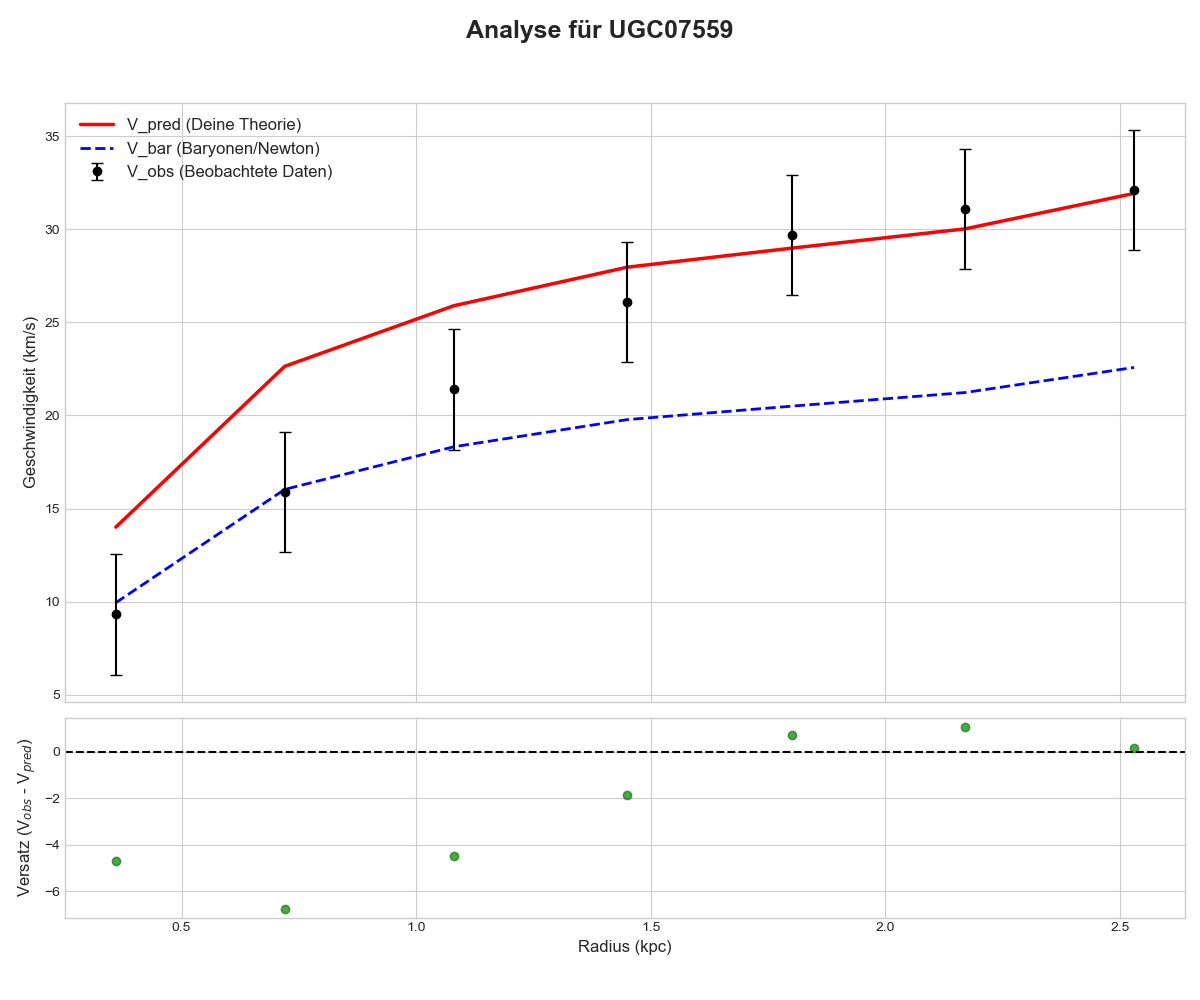 Analyse für UGC07559
V_pred (Deine Theorie)
V_bar (Baryonen/Newton)
V_obs (Beobachtete Daten)
Geschwindigkeit (km/s)
35
30
25
20
15
10
5
Versatz (V_obs - V_pred)
0
−2
−4
−6
0.5 1.0 1.5 2.0 2.5
Radius (kpc)